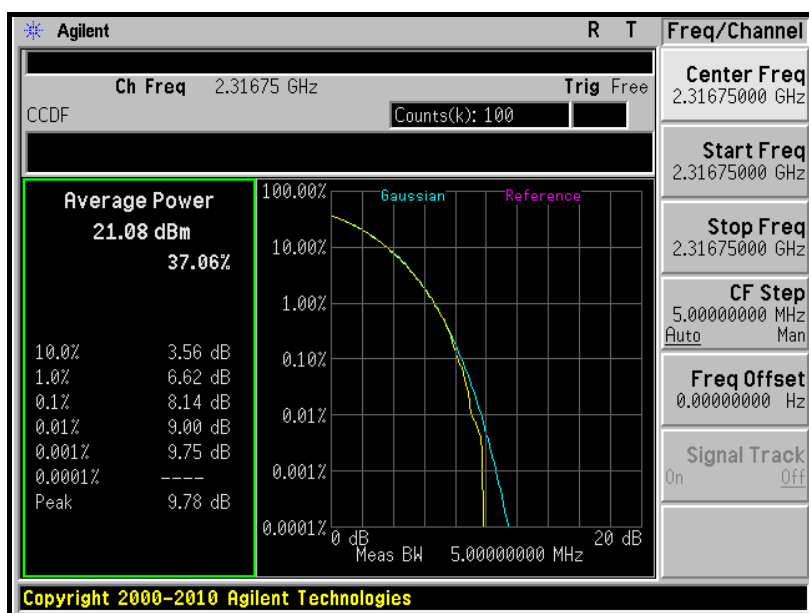 Agilent R T
Freq/Channel
Ch Freq 2.31675 GHz Trig Free
CCDF Counts(k): 100
Average Power
21.08 dBm
37.06%
10.0% 3.56 dB
1.0% 6.62 dB
0.1% 8.14 dB
0.01% 9.00 dB
0.001% 9.75 dB
0.0001% ----
Peak 9.78 dB
Gaussian Reference
100.00%
10.00%
1.00%
0.10%
0.01%
0.001%
0.0001%
0 dB 20 dB
Meas BW 5.00000000 MHz
Center Freq
2.31675000 GHz
Start Freq
2.31675000 GHz
Stop Freq
2.31675000 GHz
CF Step
5.00000000 MHz
Auto Man
Freq Offset
0.00000000 Hz
Signal Track
On Off
Copyright 2000-2010 Agilent Technologies